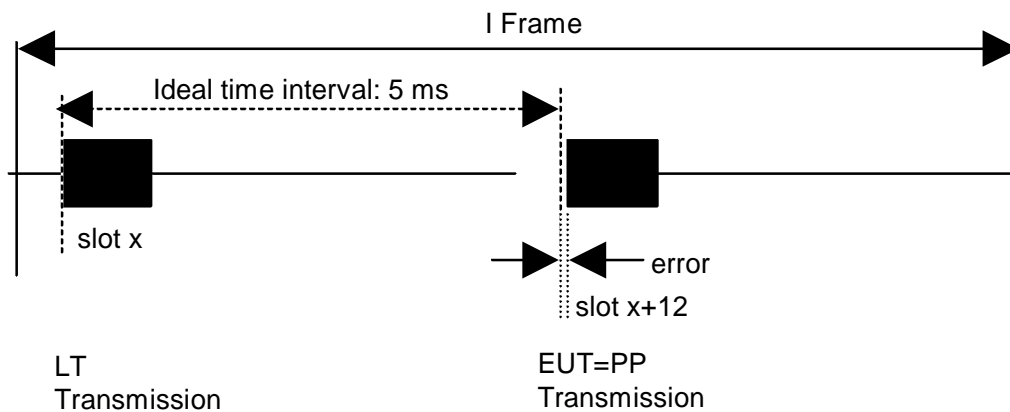 I Frame
Ideal time interval: 5 ms
slot x
error
slot x+12
LT
Transmission
EUT=PP
Transmission